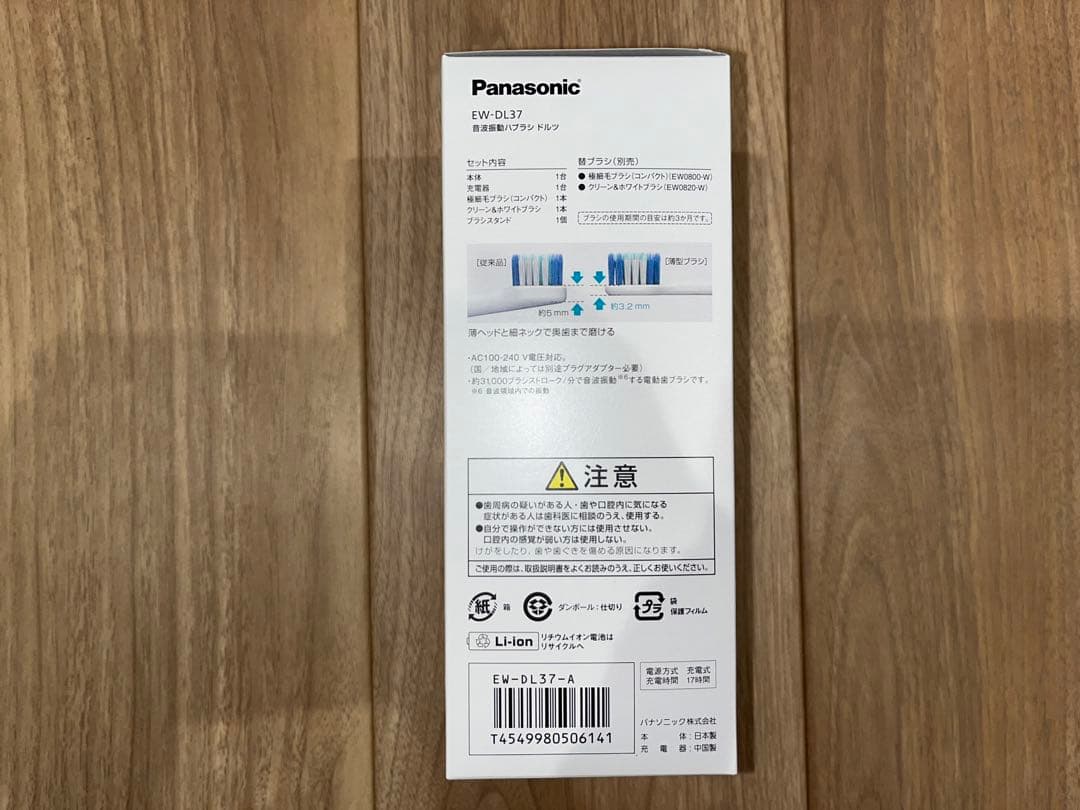 Panasonic
EW-DL37
音波振動ハブラシ ドルツ
セット内容
本体 1台
充電器 1台
極細毛ブラシ(コンパクト) 1本
クリーン&ホワイトブラシ 1本
ブラシスタンド 1個
替ブラシ(別売)
● 極細毛ブラシ(コンパクト)(EW0800-W)
● クリーン&ホワイトブラシ(EW0820-W)
ブラシの使用期間の目安は約3か月です。
[従来品]
[薄型ブラシ]
約5mm
約3.2mm
薄ヘッドと細ネックで奥歯まで磨ける
・AC100-240 V電圧対応。
(国/地域によっては別途プラグアダプター必要)
・約31,000ブラシストローク/分で音波振動※6する電動歯ブラシです。
※6 音波領域内での振動
注意
●歯周病の疑いがある人・歯や口腔内に気になる
症状がある人は歯科医に相談のうえ、使用する。
●自分で操作ができない方には使用させない。
口腔内の感覚が弱い方は使用しない。
けがをしたり、歯や歯ぐきを傷める原因になります。
ご使用の際は、取扱説明書をよくお読みのうえ、正しくお使いください。
紙 箱
ダンボール:仕切り
プラ
袋
保護フィルム
Li-ion
リチウムイオン電池は
リサイクルへ
EW-DL37-A
T4549980506141
電源方式 充電式
充電時間 17時間
パナソニック株式会社
本体:日本製
充電器:中国製